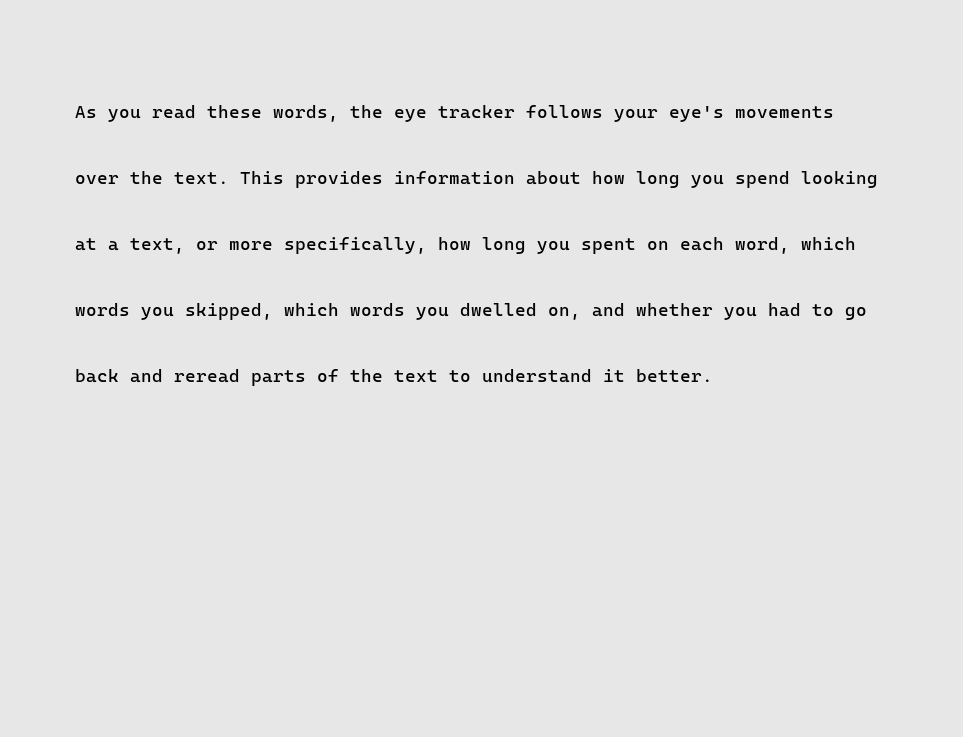 As you read these words, the eye tracker follows your eye's movements
over the text. This provides information about how long you spend looking
at a text, or more specifically, how long you spent on each word, which
words you skipped, which words you dwelled on, and whether you had to go
back and reread parts of the text to understand it better.